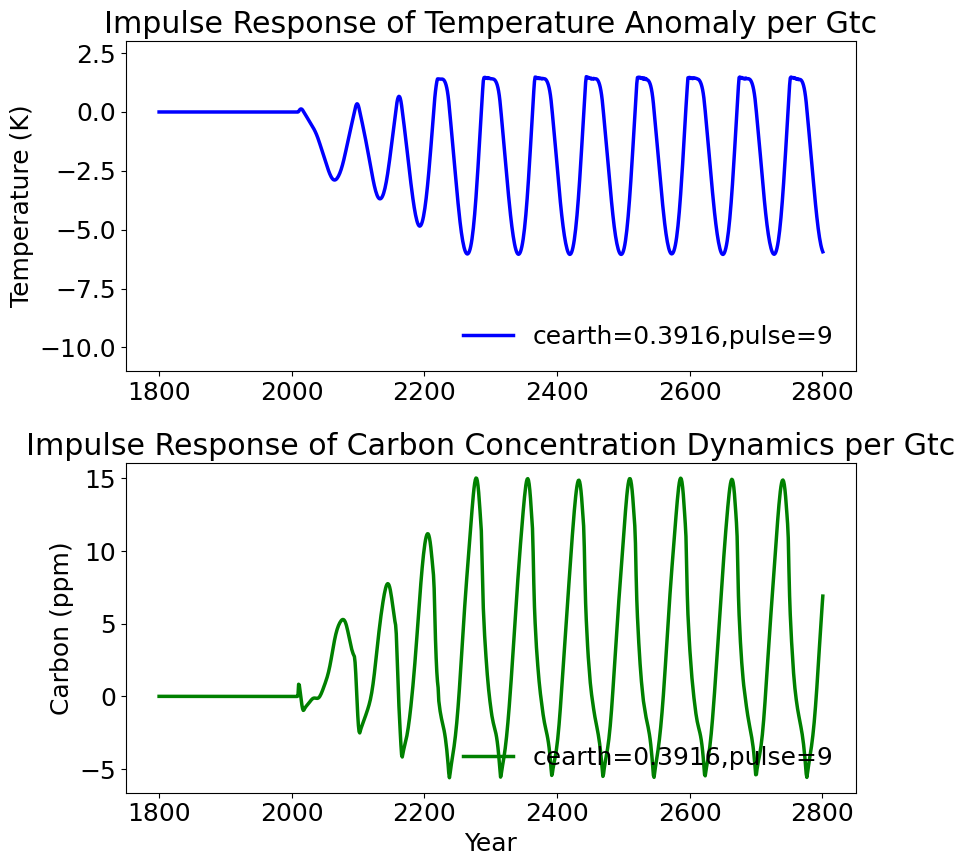 Impulse Response of Temperature Anomaly per Gtc
Temperature (K)
2.5
0.0
−2.5
−5.0
−7.5
−10.0
cearth=0.3916,pulse=9
1800 2000 2200 2400 2600 2800
Impulse Response of Carbon Concentration Dynamics per Gtc
Carbon (ppm)
15
10
5
0
−5
cearth=0.3916,pulse=9
1800 2000 2200 2400 2600 2800
Year